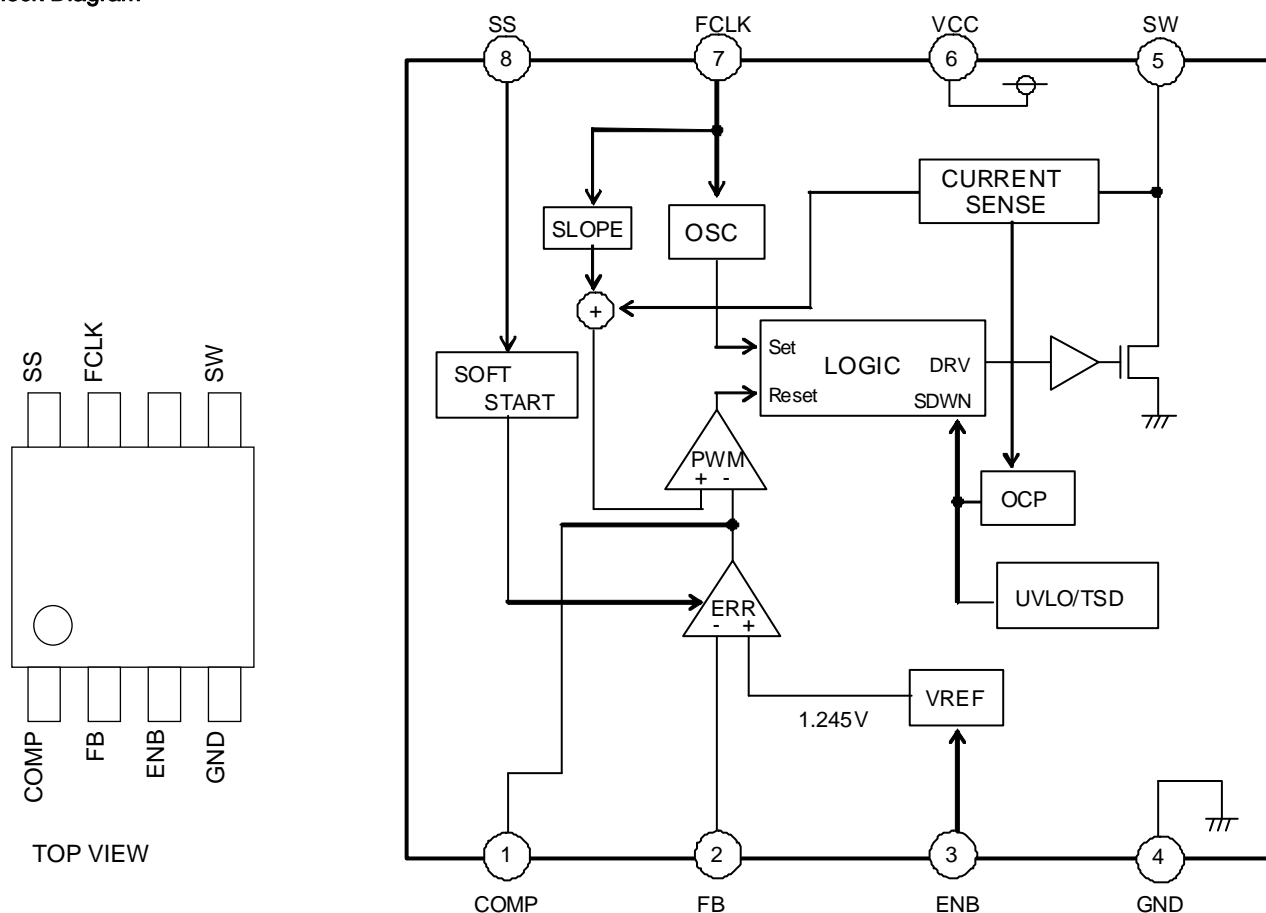 SS
FCLK
SW
COMP
FB
ENB
GND
TOP VIEW
SS
FCLK
VCC
SW
8
7
6
5
CURRENT
SENSE
SLOPE
OSC
+
SOFT
START
Set
LOGIC
DRV
Reset
SDWN
PWM
+ -
OCP
ERR
- +
UVLO/TSD
VREF
1.245V
1
2
3
4
COMP
FB
ENB
GND